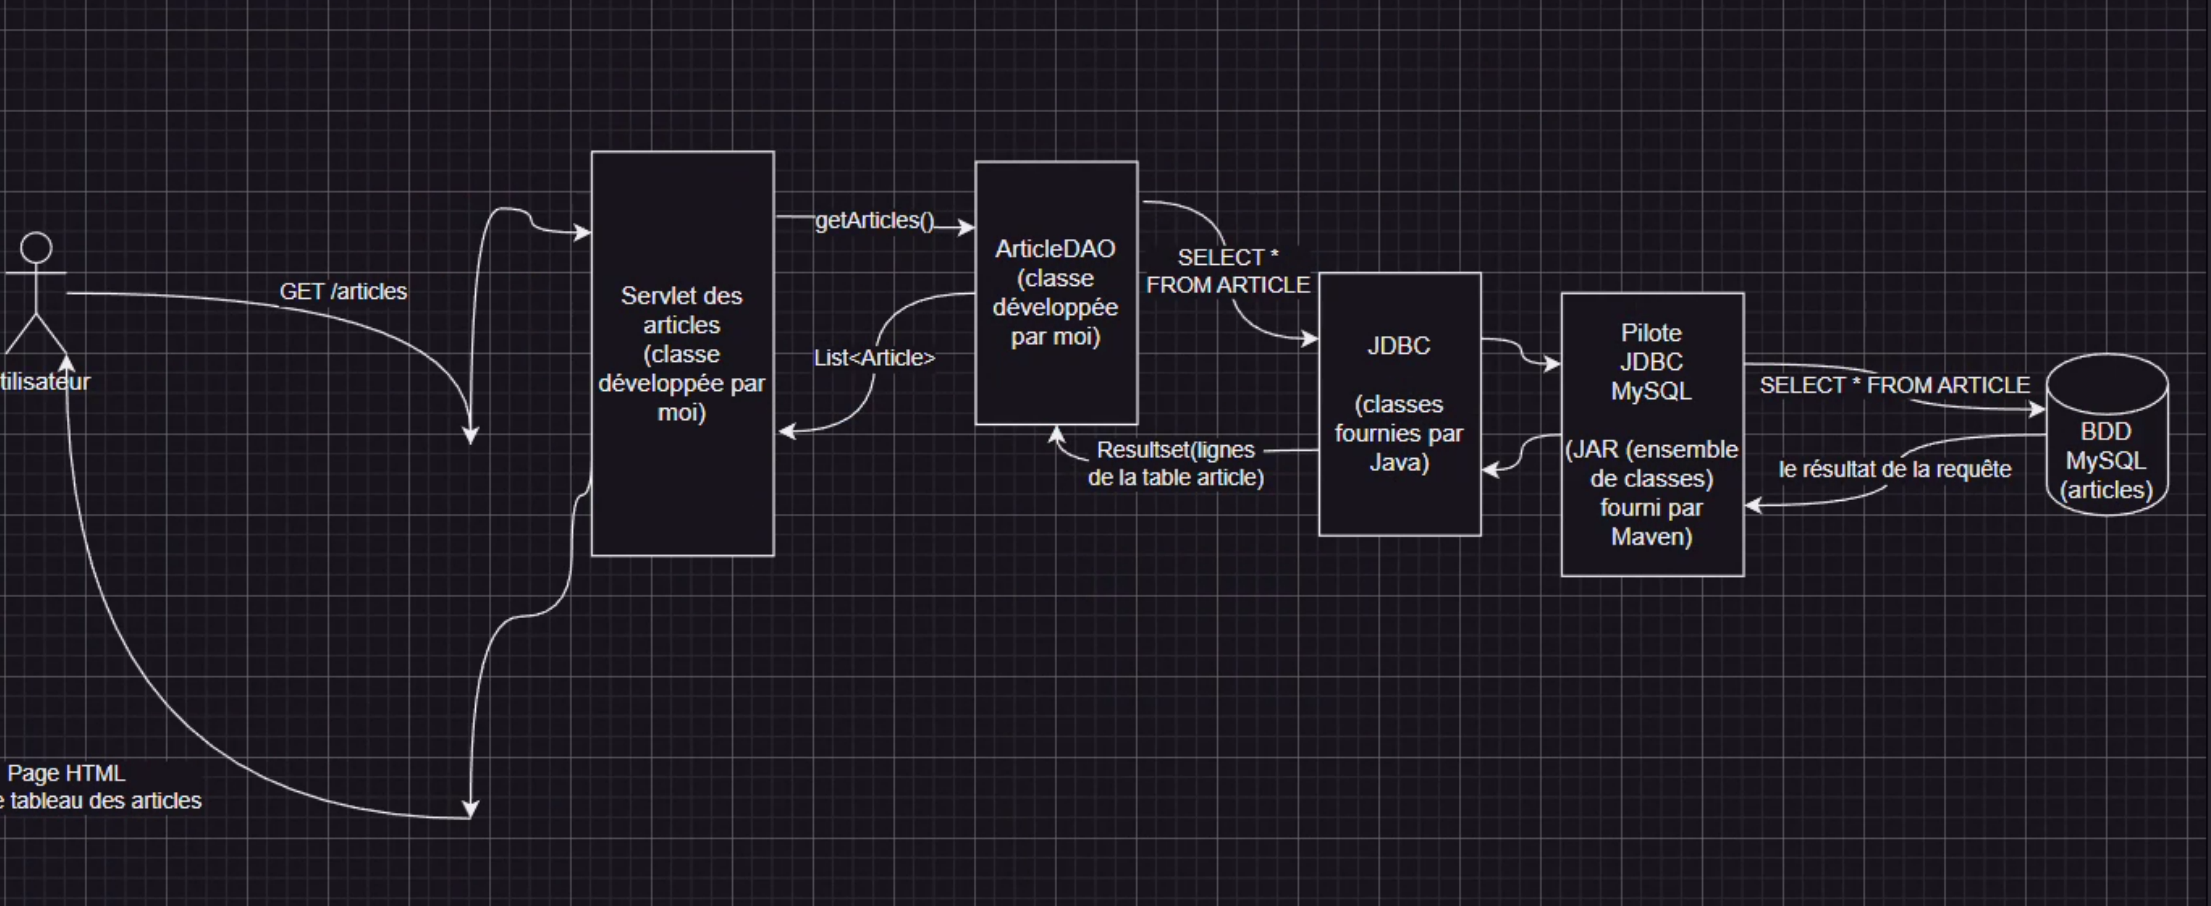 GET /articles
tilisateur
Page HTML
e tableau des articles
Servlet des
articles
(classe
développée par
moi)
getArticles()
List<Article>
ArticleDAO
(classe
développée
par moi)
SELECT *
FROM ARTICLE
Resultset(lignes
de la table article)
JDBC
(classes
fournies par
Java)
Pilote
JDBC
MySQL
(JAR (ensemble
de classes)
fourni par
Maven)
SELECT * FROM ARTICLE
le résultat de la requête
BDD
MySQL
(articles)